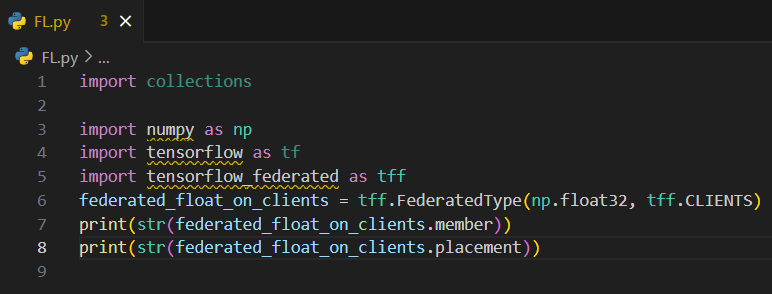 FL.py 3 ×
FL.py > ...
1 import collections
2
3 import numpy as np
4 import tensorflow as tf
5 import tensorflow_federated as tff
6 federated_float_on_clients = tff.FederatedType(np.float32, tff.CLIENTS)
7 print(str(federated_float_on_clients.member))
8 print(str(federated_float_on_clients.placement))
9